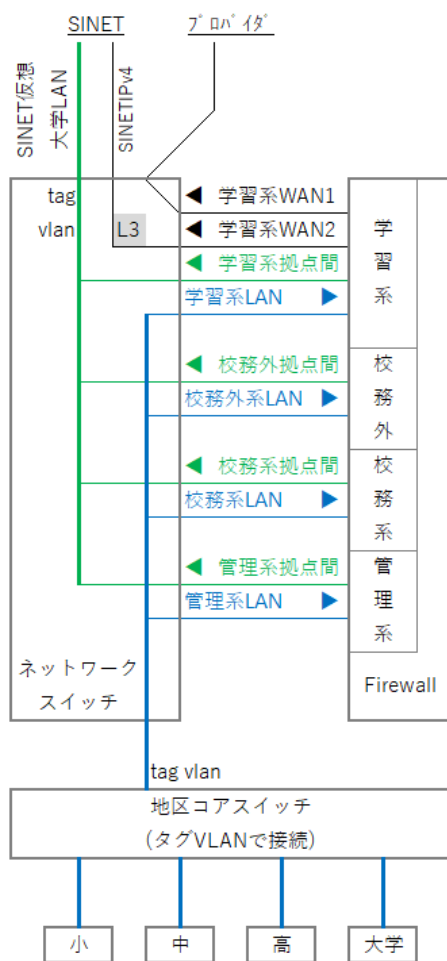 SINET
ﾌﾟﾛﾊﾞｲﾀﾞ
SINET仮想
大学LAN
SINETIPv4
tag
vlan
L3
◀ 学習系WAN1
◀ 学習系WAN2
◀ 学習系拠点間
学習系LAN ▶
学習系
◀ 校務外拠点間
校務外系LAN ▶
校務外
◀ 校務系拠点間
校務系LAN ▶
校務系
◀ 管理系拠点間
管理系LAN ▶
管理系
ネットワーク
スイッチ
Firewall
tag vlan
地区コアスイッチ
(タグVLANで接続)
小
中
高
大学